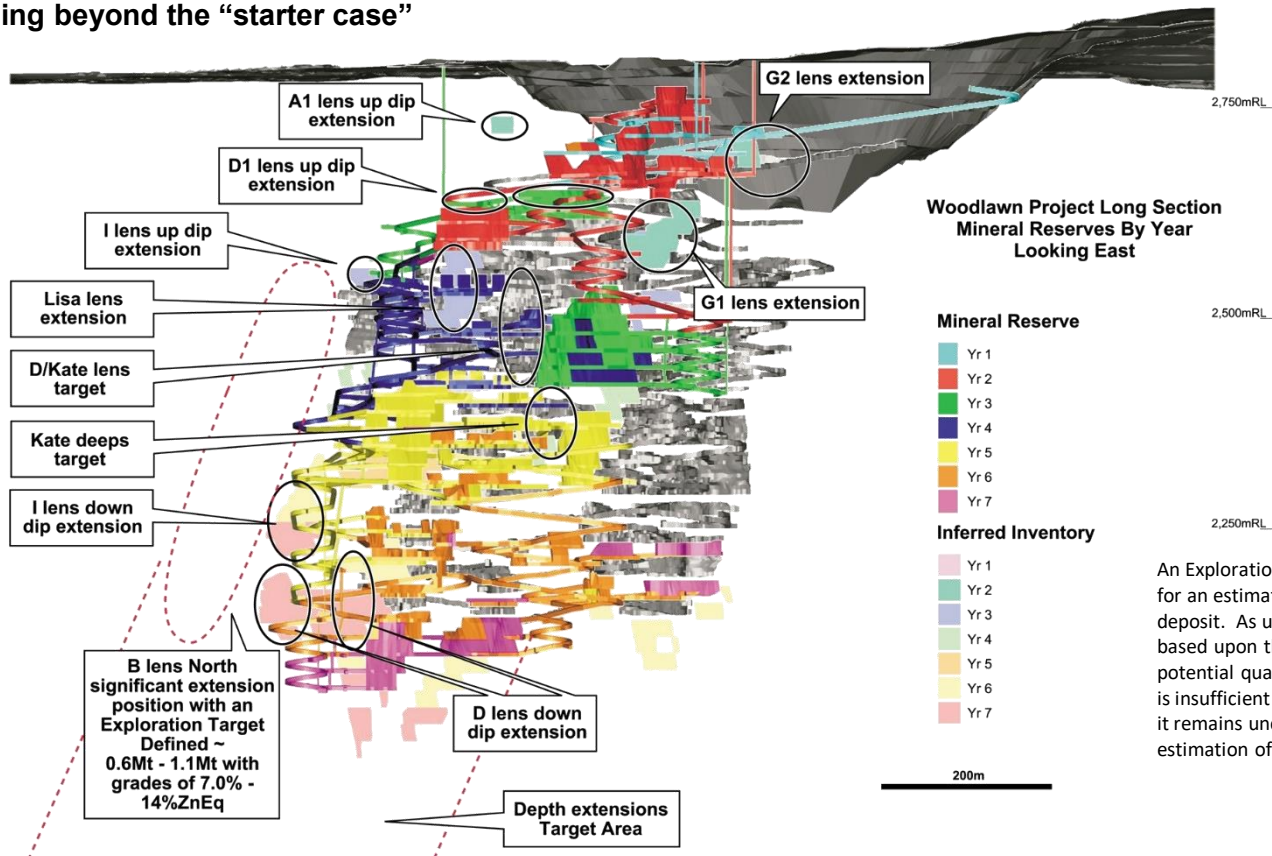 ing beyond the “starter case”
A1 lens up dip
extension
G2 lens extension
2,750mRL
D1 lens up dip
extension
I lens up dip
extension
Woodlawn Project Long Section
Mineral Reserves By Year
Looking East
Lisa lens
extension
G1 lens extension
2,500mRL
D/Kate lens
target
Kate deeps
target
I lens down
dip extension
Mineral Reserve
Yr 1
Yr 2
Yr 3
Yr 4
Yr 5
Yr 6
Yr 7
2,250mRL
Inferred Inventory
Yr 1
Yr 2
Yr 3
Yr 4
Yr 5
Yr 6
Yr 7
An Exploratio
for an estimat
deposit. As u
based upon t
potential qua
is insufficient
it remains un
estimation of
B lens North
significant extension
position with an
Exploration Target
Defined ~
0.6Mt - 1.1Mt with
grades of 7.0% -
14%ZnEq
D lens down
dip extension
Depth extensions
Target Area
200m